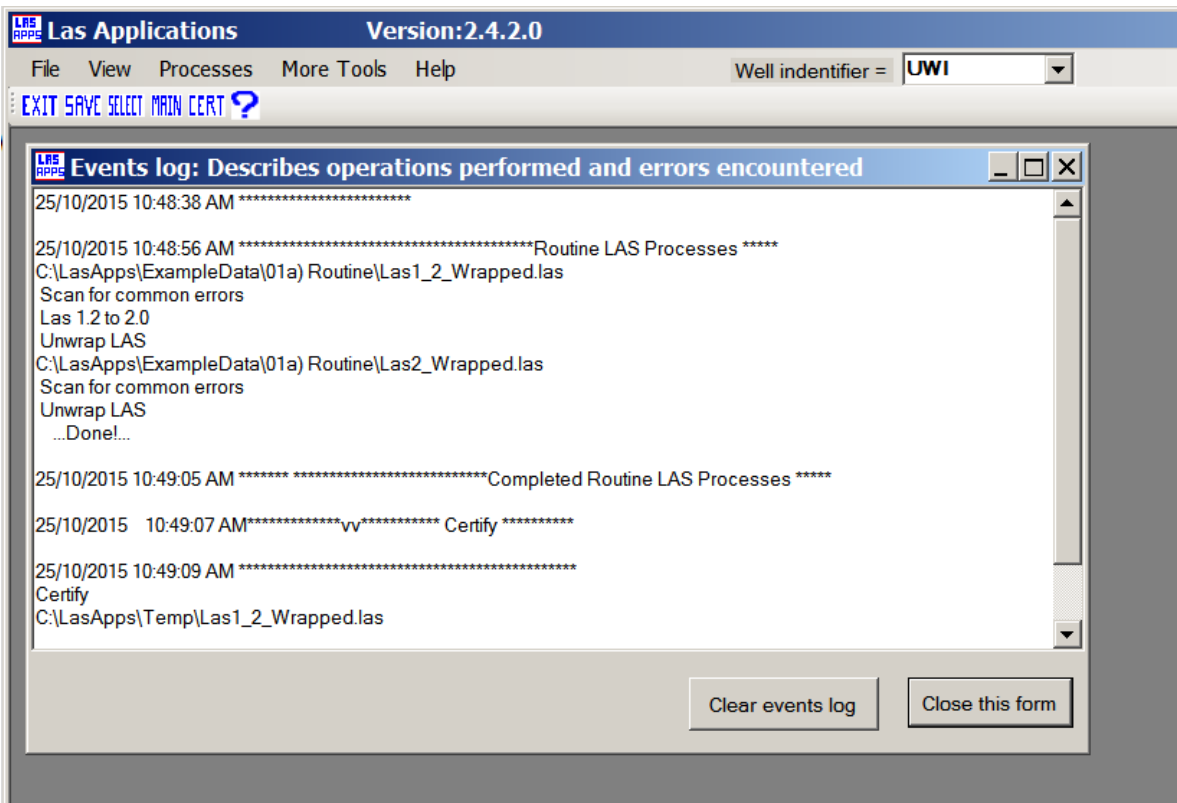 LAS APPS Las Applications Version:2.4.2.0
File View Processes More Tools Help Well indentifier = UWI
EXIT SAVE SELECT MAIN CERT ?
LAS APPS Events log: Describes operations performed and errors encountered
25/10/2015 10:48:38 AM ************************
25/10/2015 10:48:56 AM *****************************************Routine LAS Processes *****
C:\LasApps\ExampleData\01a) Routine\Las1_2_Wrapped.las
Scan for common errors
Las 1.2 to 2.0
Unwrap LAS
C:\LasApps\ExampleData\01a) Routine\Las2_Wrapped.las
Scan for common errors
Unwrap LAS
...Done!...
25/10/2015 10:49:05 AM ******* ***************************Completed Routine LAS Processes *****
25/10/2015 10:49:07 AM*************vv*********** Certify **********
25/10/2015 10:49:09 AM ***********************************************
Certify
C:\LasApps\Temp\Las1_2_Wrapped.las
Clear events log Close this form